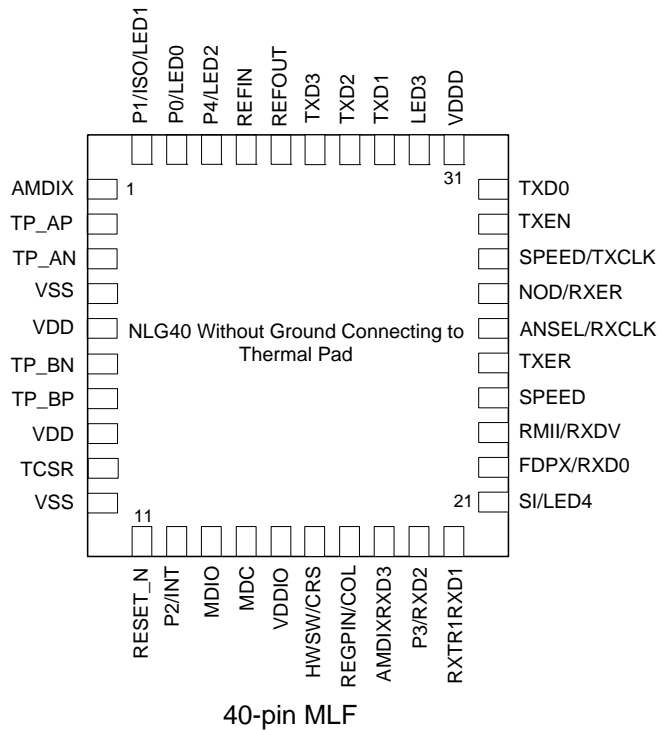 P1/ISO/LED1
P0/LED0
P4/LED2
REFIN
REFOUT
TXD3
TXD2
TXD1
LED3
VDDD
31
AMDIX
1
TP_AP
TP_AN
VSS
VDD
TP_BN
TP_BP
VDD
TCSR
VSS
NLG40 Without Ground Connecting to
Thermal Pad
TXD0
TXEN
SPEED/TXCLK
NOD/RXER
ANSEL/RXCLK
TXER
SPEED
RMII/RXDV
FDPX/RXD0
21
SI/LED4
11
RESET_N
P2/INT
MDIO
MDC
VDDIO
HWSW/CRS
REGPIN/COL
AMDIXRXD3
P3/RXD2
RXTR1RXD1
40-pin MLF